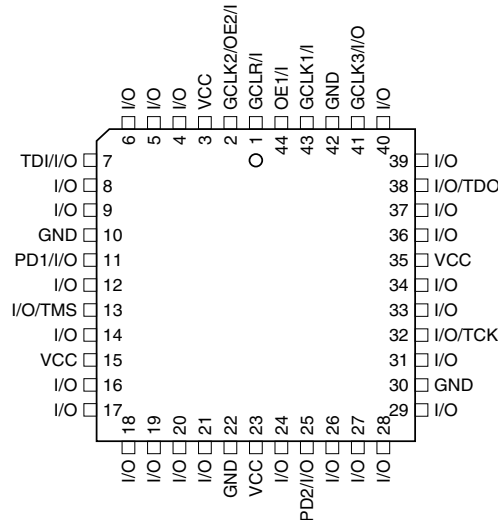 I/O
I/O
I/O
VCC
GCLK2/OE2/I
GCLR/I
OE1/I
GCLK1/I
GND
GCLK3/I/O
I/O
6
5
4
3
2
1
44
43
42
41
40
TDI/I/O 7
I/O 8
I/O 9
GND 10
PD1/I/O 11
I/O 12
I/O/TMS 13
I/O 14
VCC 15
I/O 16
I/O 17
39 I/O
38 I/O/TDO
37 I/O
36 I/O
35 VCC
34 I/O
33 I/O
32 I/O/TCK
31 I/O
30 GND
29 I/O
18
19
20
21
22
23
24
25
26
27
28
I/O
I/O
I/O
I/O
GND
VCC
I/O
PD2/I/O
I/O
I/O
I/O